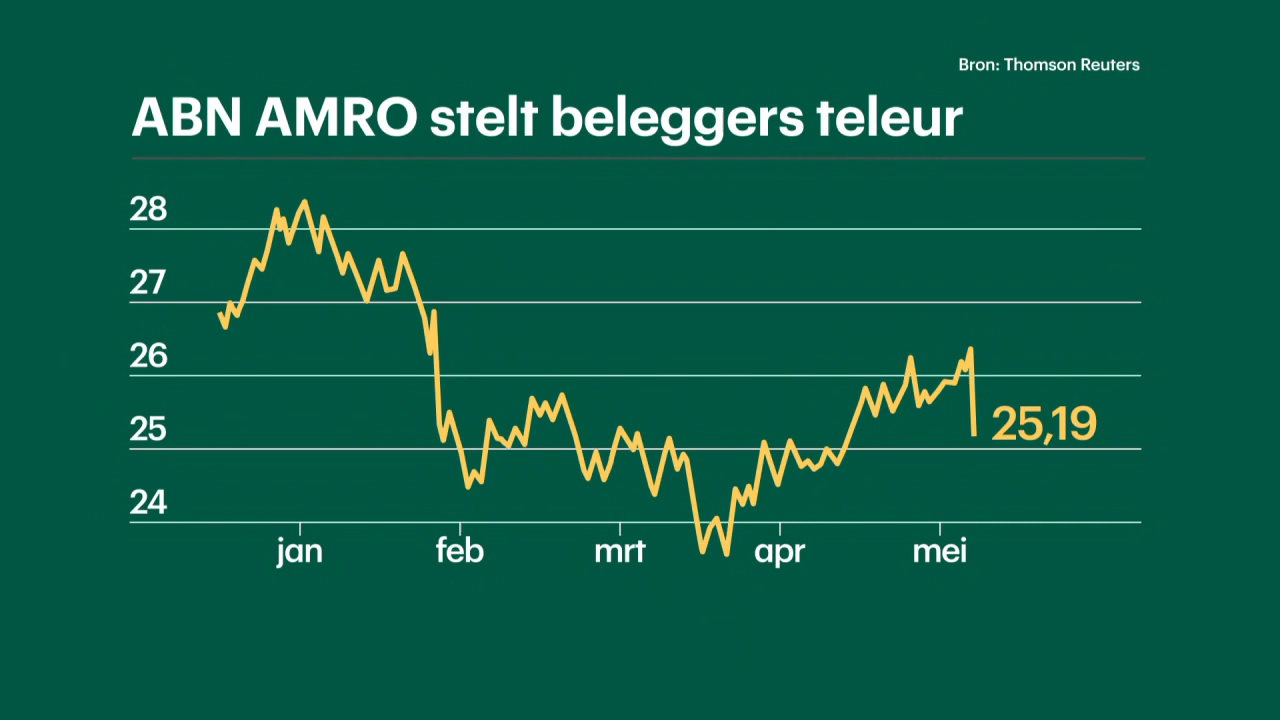 Bron: Thomson Reuters
ABN AMRO stelt beleggers teleur
28
27
26
25
25,19
24
jan feb mrt apr mei